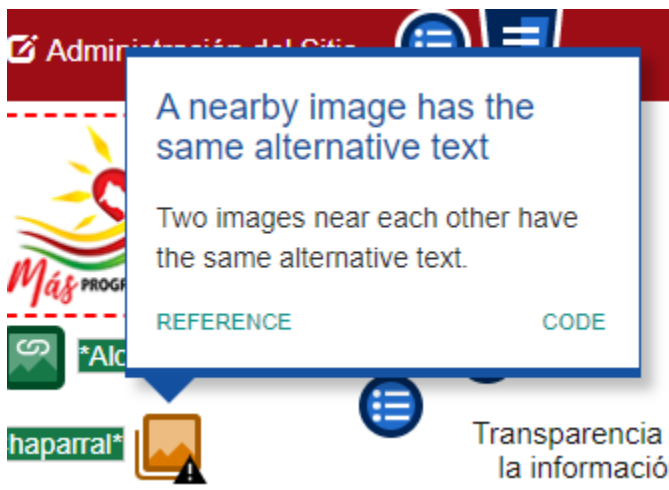 Administración del Sitio
A nearby image has the
same alternative text
Two images near each other have
the same alternative text.
REFERENCE CODE
Más
*Alc
haparral*
Transparencia
la informació